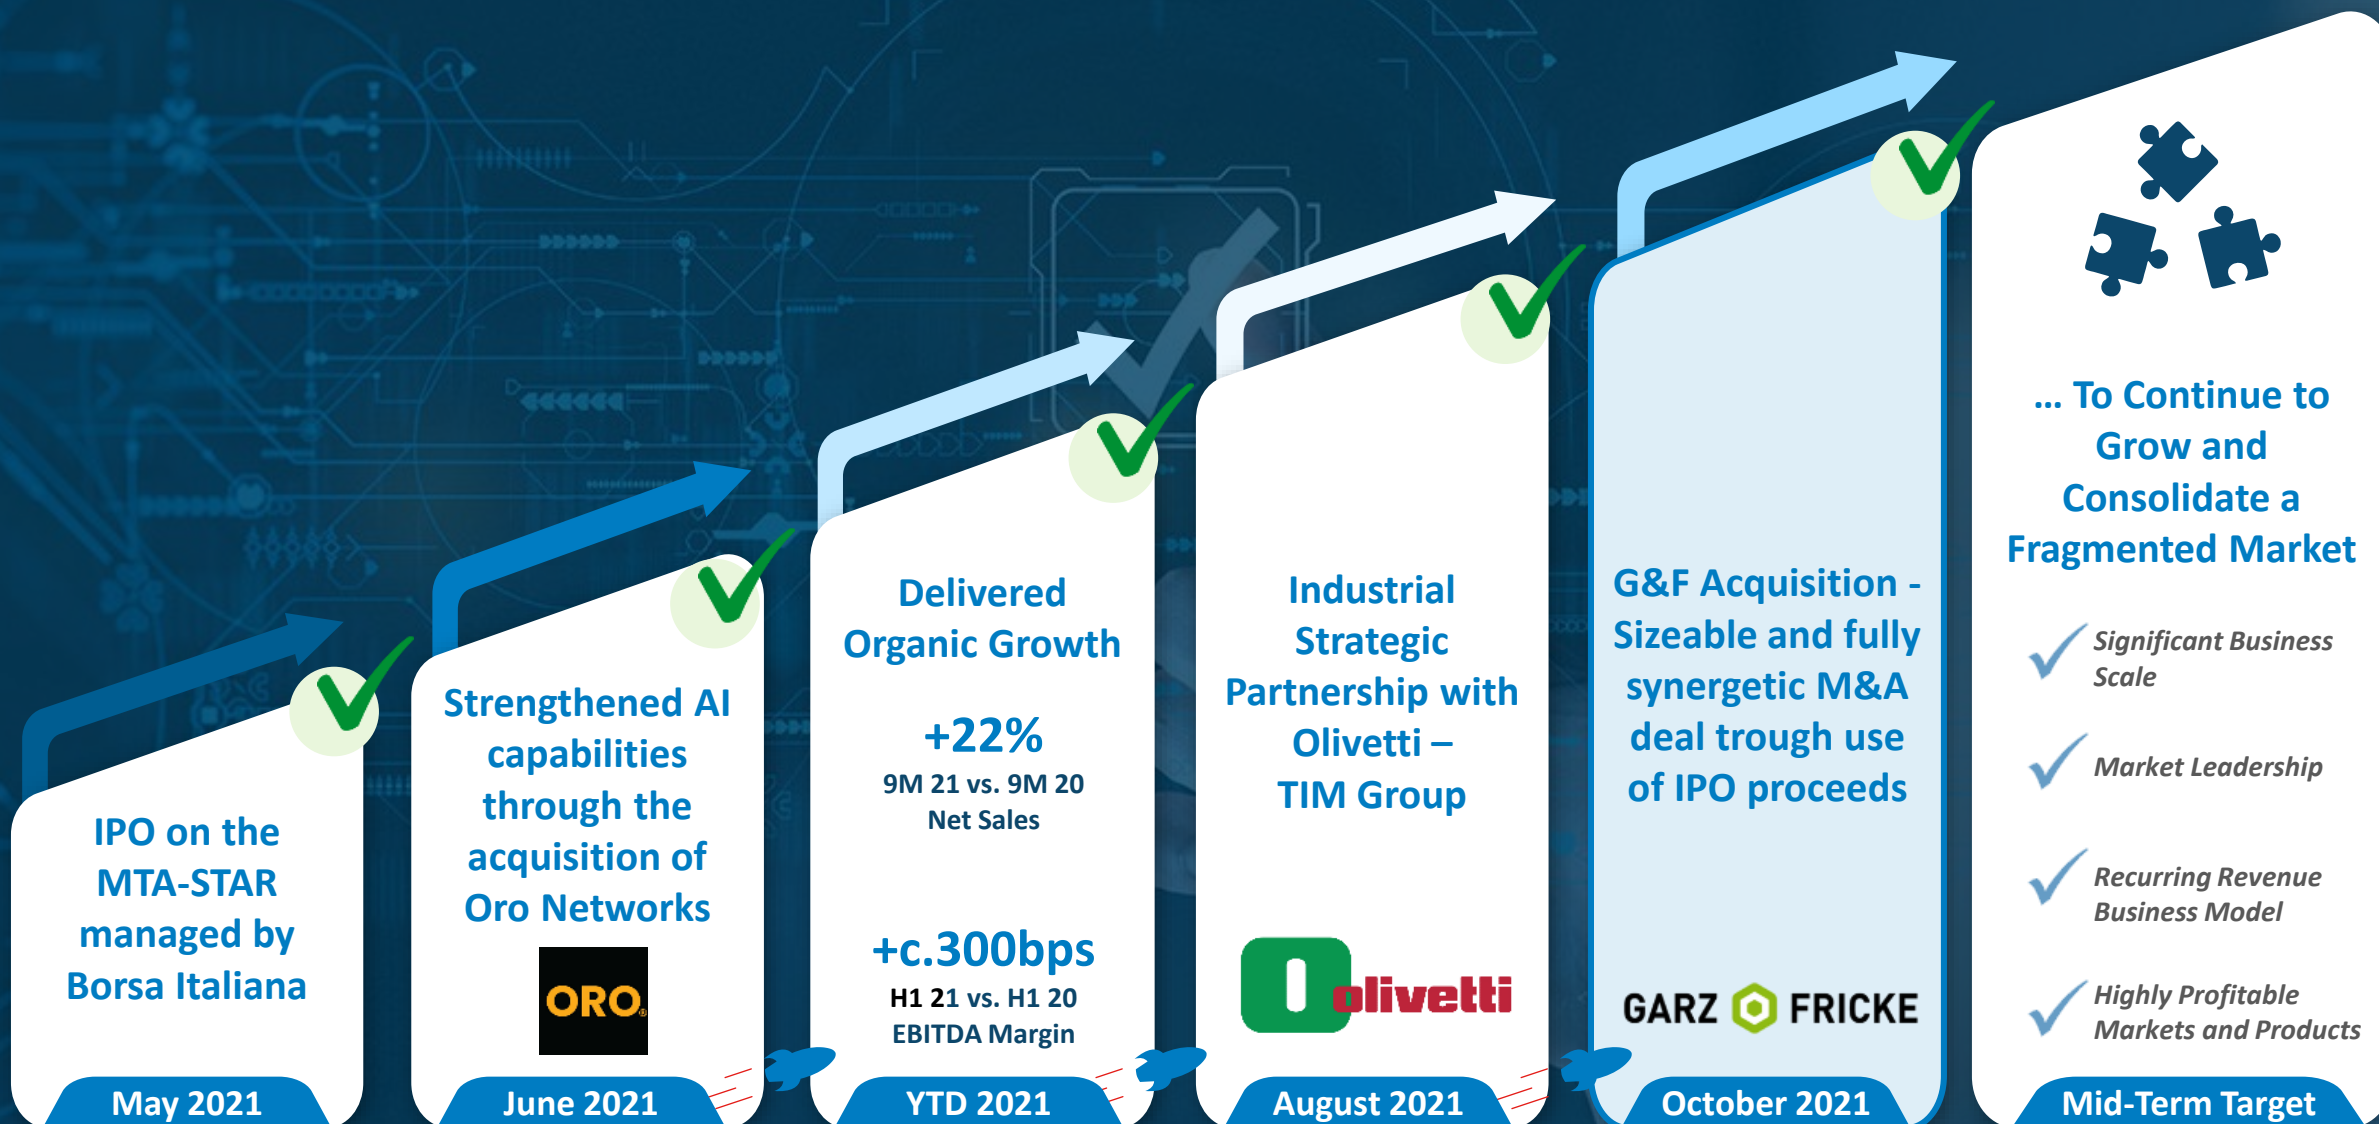 IPO on the
MTA-STAR
managed by
Borsa Italiana
May 2021
Strengthened AI
capabilities
through the
acquisition of
Oro Networks
ORO®
June 2021
Delivered
Organic Growth
+22%
9M 21 vs. 9M 20
Net Sales
+c.300bps
H1 21 vs. H1 20
EBITDA Margin
YTD 2021
Industrial
Strategic
Partnership with
Olivetti –
TIM Group
olivetti
August 2021
G&F Acquisition -
Sizeable and fully
synergetic M&A
deal trough use
of IPO proceeds
GARZ FRICKE
October 2021
... To Continue to
Grow and
Consolidate a
Fragmented Market
Significant Business
Scale
Market Leadership
Recurring Revenue
Business Model
Highly Profitable
Markets and Products
Mid-Term Target